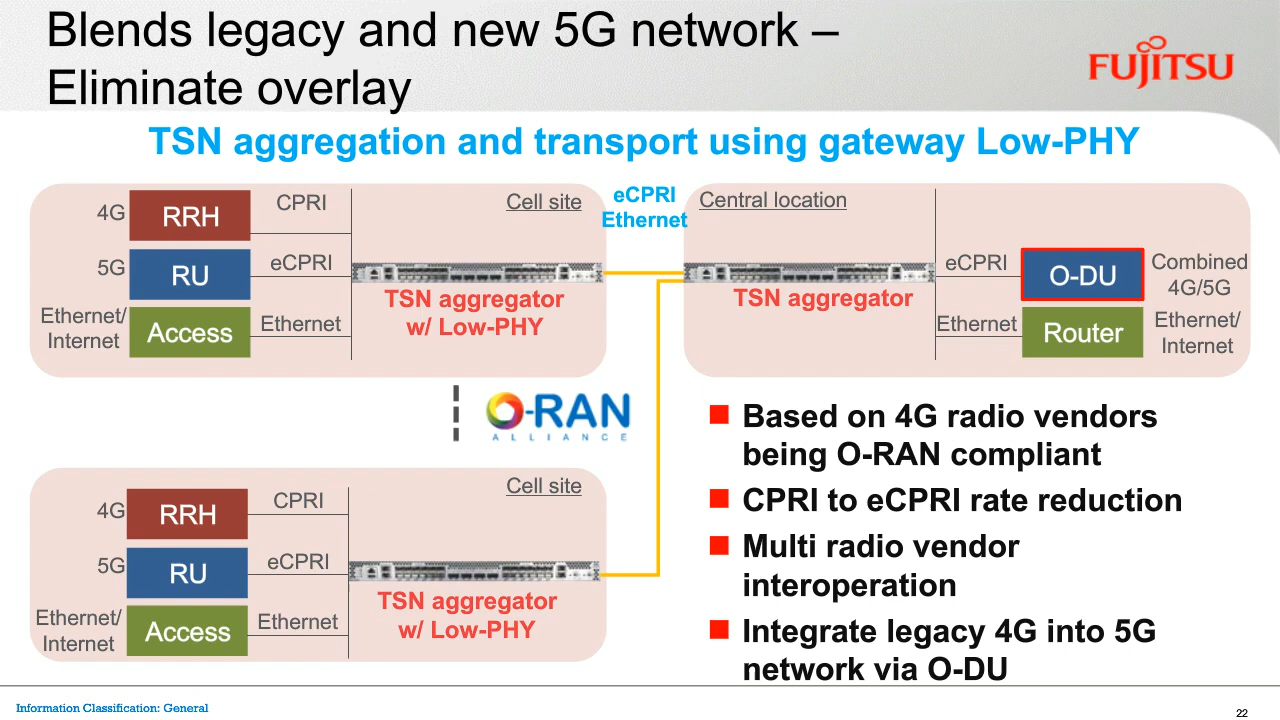 Blends legacy and new 5G network –
Eliminate overlay
FUJITSU
TSN aggregation and transport using gateway Low-PHY
4G
RRH
CPRI
Cell site
5G
RU
eCPRI
Ethernet/
Internet
Access
Ethernet
TSN aggregator
w/ Low-PHY
eCPRI
Ethernet
Central location
TSN aggregator
eCPRI
O-DU
Combined
4G/5G
Ethernet
Router
Ethernet/
Internet
O-RAN
ALLIANCE
4G
RRH
CPRI
Cell site
5G
RU
eCPRI
Ethernet/
Internet
Access
Ethernet
TSN aggregator
w/ Low-PHY
Based on 4G radio vendors
being O-RAN compliant
CPRI to eCPRI rate reduction
Multi radio vendor
interoperation
Integrate legacy 4G into 5G
network via O-DU
Information Classification: General
22